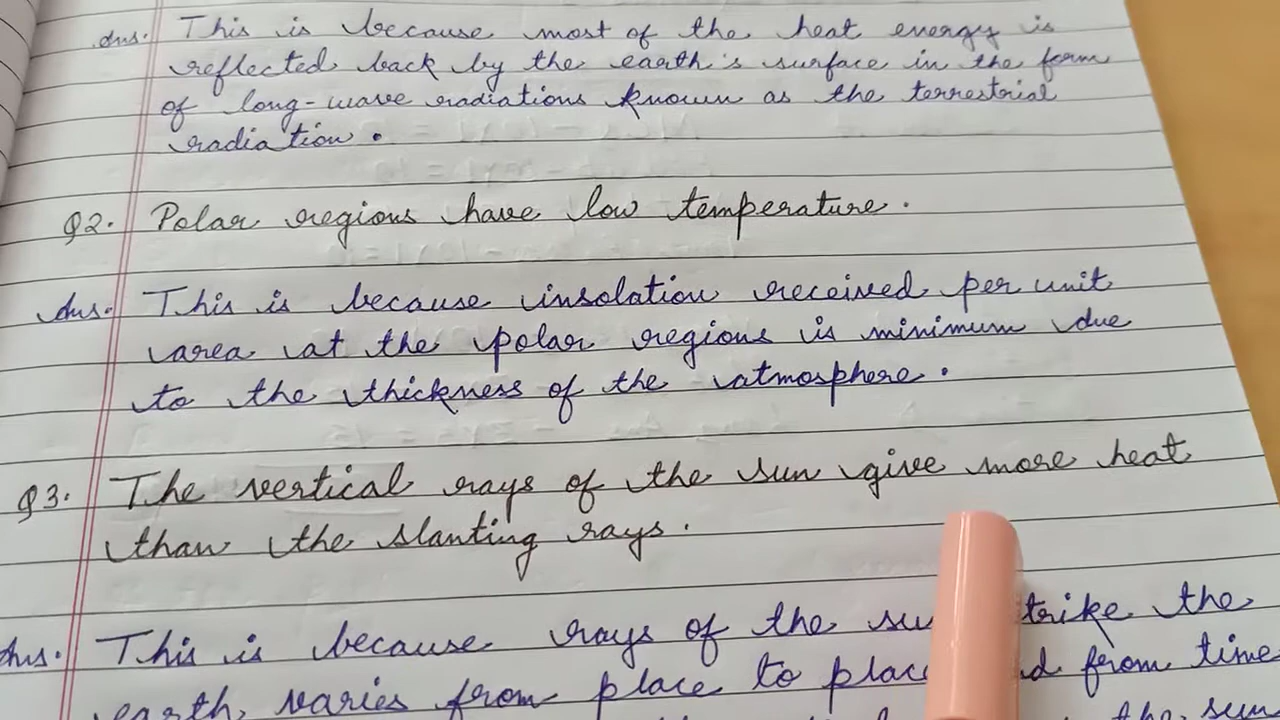 Ans. This is because most of the heat energy is
reflected back by the earth's surface in the form
of long-wave radiations known as the terrestrial
radiation.
Q2. Polar regions have low temperature.
Ans. This is because insolation received per unit
area at the polar regions is minimum due
to the thickness of the atmosphere.
Q3. The vertical rays of the sun give more heat
than the slanting rays.
Ans. This is because rays of the su trike the
earth, varies from place to plac d from time
the sun